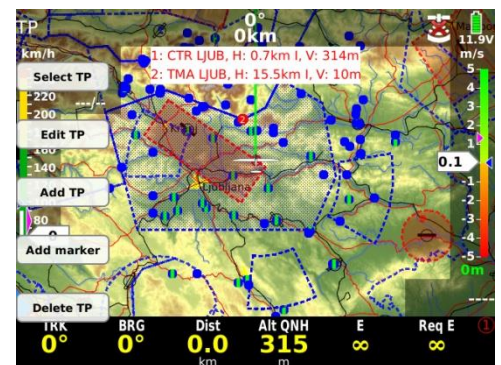 TP
0°
0km
11.9V
km/h
m/s
1: CTR LJUB, H: 0.7km I, V: 314m
2: TMA LJUB, H: 15.5km I, V: 10m
Select TP
220
--/--
200
Edit TP
140
Add TP
80
Add marker
Delete TP
2
Ljubljana
5
4
3
2
1
0.1
-1
-2
-3
-4
-5
0m
----
TRK
BRG
Dist
Alt QNH
E
Req E
1
0°
0°
0.0
315
∞
∞
km
m